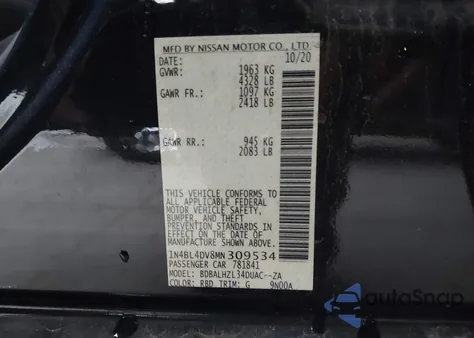 MFD BY NISSAN MOTOR CO., LTD.
DATE: 10/20
GVWR: 1963 KG
4328 LB
GAWR FR.: 1097 KG
2418 LB
GAWR RR.: 945 KG
2083 LB
THIS VEHICLE CONFORMS TO
ALL APPLICABLE FEDERAL
MOTOR VEHICLE SAFETY,
BUMPER, AND THEFT PREVENTION
STANDARDS IN EFFECT ON
THE DATE OF
MANUFACTURE SHOWN ABOVE.
1N4BL4DV8MN309534
PASSENGER CAR 781841
MODEL: BDBALHZL34DUAC--ZA
COLOR: RBD TRIM: G 9N00A
autoSnap